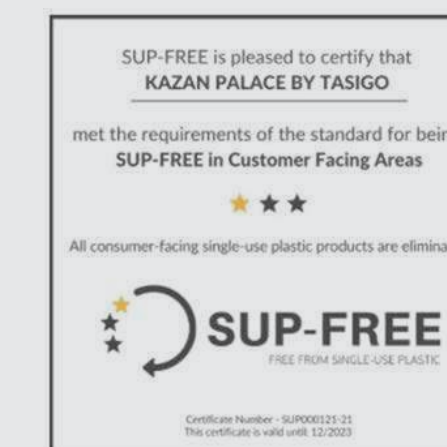 SUP-FREE is pleased to certify that
KAZAN PALACE BY TASIGO
met the requirements of the standard for bein
SUP-FREE in Customer Facing Areas
All consumer-facing single-use plastic products are elimina
SUP-FREE
FREE FROM SINGLE-USE PLASTIC
Certificate Number - SUP000121-21
This certificate is valid until: 12/2023